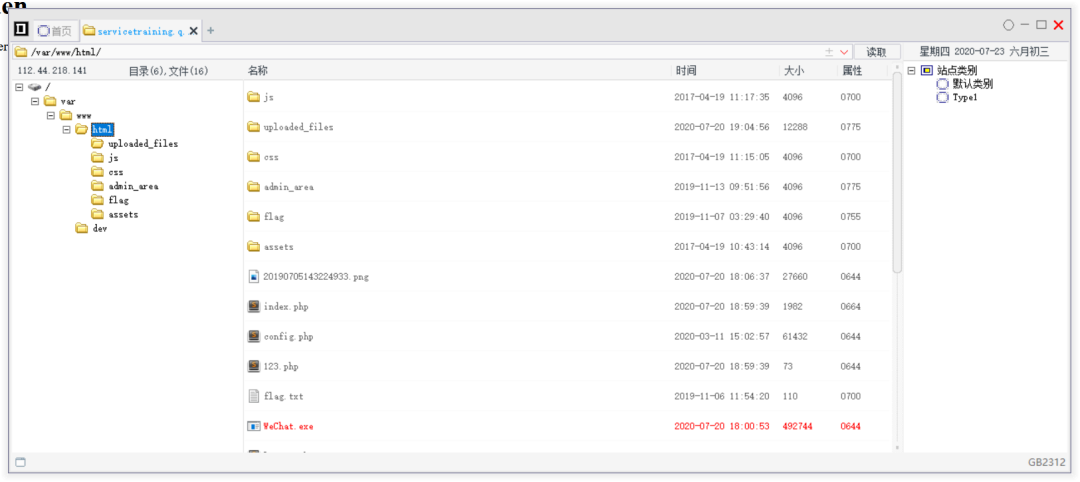 首页 servicetraining.q.
/var/www/html/ 读取 星期四 2020-07-23 六月初三
112.44.218.141 目录(6),文件(16) 名称 时间 大小 属性 站点类别
/
var
www
html
uploaded_files
js
css
admin_area
flag
assets
dev
js 2017-04-19 11:17:35 4096 0700
uploaded_files 2020-07-20 19:04:56 12288 0775
css 2017-04-19 11:15:05 4096 0700
admin_area 2019-11-13 09:51:56 4096 0775
flag 2019-11-07 03:29:40 4096 0755
assets 2017-04-19 10:43:14 4096 0700
20190705143224933.png 2020-07-20 18:06:37 27660 0644
index.php 2020-07-20 18:59:39 1982 0664
config.php 2020-03-11 15:02:57 61432 0644
123.php 2020-07-20 18:59:39 73 0644
flag.txt 2019-11-06 11:54:20 110 0700
WeChat.exe 2020-07-20 18:00:53 492744 0644
默认类别
Type1
GB2312